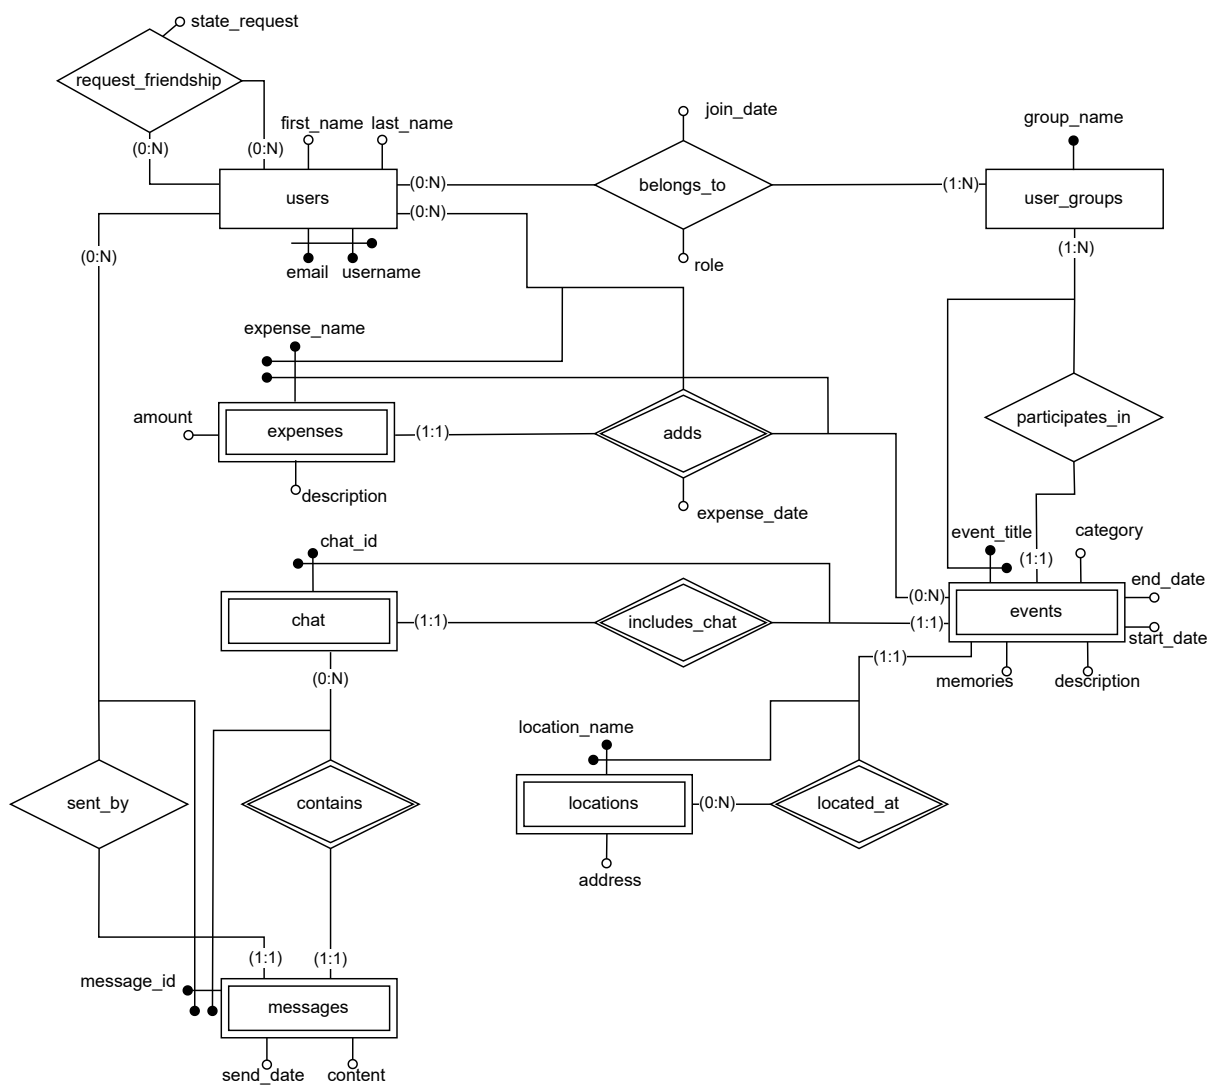 state_request
request_friendship
first_name
last_name
join_date
group_name
(0:N)
(0:N)
users
(0:N)
belongs_to
(1:N)
user_groups
(0:N)
(0:N)
(1:N)
email
username
role
expense_name
amount
expenses
(1:1)
adds
participates_in
description
expense_date
chat_id
event_title
category
(1:1)
end_date
chat
(1:1)
includes_chat
(0:N)
(1:1)
events
start_date
(0:N)
(1:1)
memories
description
location_name
sent_by
contains
locations
(0:N)
located_at
address
(1:1)
(1:1)
message_id
messages
send_date
content